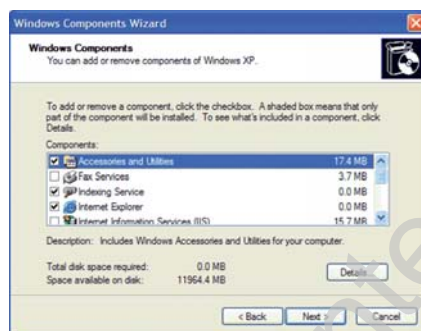 Windows Components Wizard
Windows Components
You can add or remove components of Windows XP.
To add or remove a component, click the checkbox. A shaded box means that only
part of the component will be installed. To see what's included in a component, click
Details.
Components:
Accessories and Utilities 17.4 MB
Fax Services 3.7 MB
Indexing Service 0.0 MB
Internet Explorer 0.0 MB
Internet Information Services (IIS) 15.7 MB
Description: Includes Windows Accessories and Utilities for your computer.
Total disk space required: 0.0 MB
Space available on disk: 11964.4 MB
Details...
< Back Next > Cancel